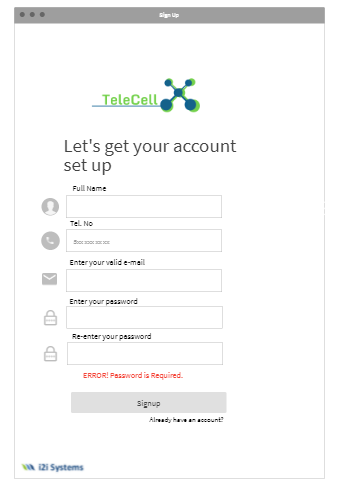 Sign Up
TeleCell
Let's get your account
set up
Full Name
Tel. No
5xx xxx xx xx
Enter your valid e-mail
Enter your password
Re-enter your password
ERROR! Password is Required.
Signup
Already have an account?
i2i Systems